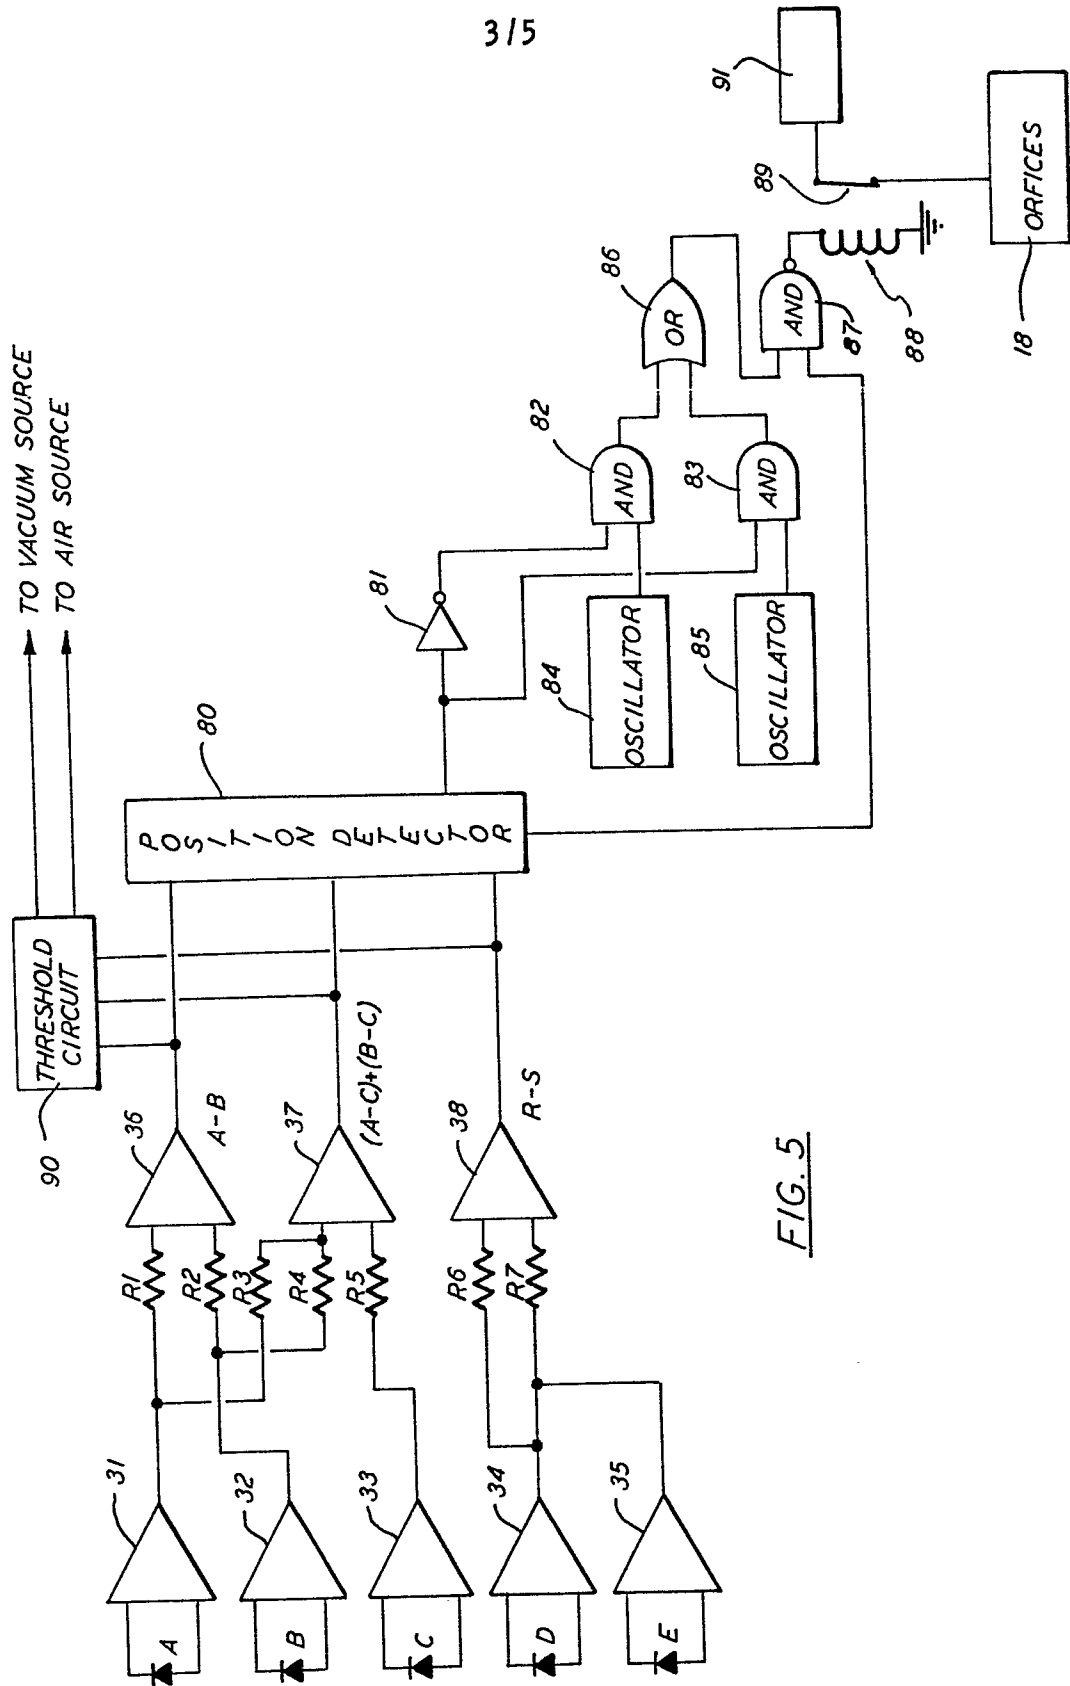 3/5
TO VACUUM SOURCE
TO AIR SOURCE
THRESHOLD
CIRCUIT
90
POSITION DETECTOR
80
A
B
C
D
E
31
32
33
34
35
R1
R2
R3
R4
R5
R6
R7
36
A-B
37
(A-C)+(B-C)
38
R-S
81
82
AND
83
AND
84
OSCILLATOR
85
OSCILLATOR
86
OR
AND
87
88
89
91
18
ORFICES
FIG. 5